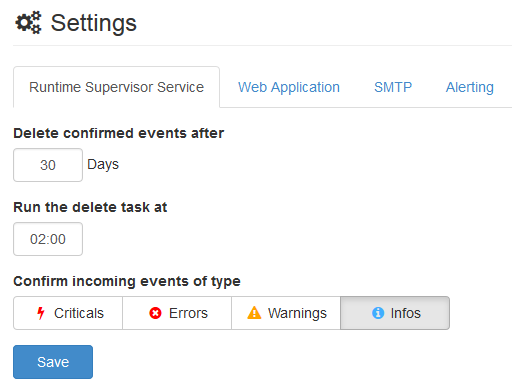 Settings
Runtime Supervisor Service Web Application SMTP Alerting
Delete confirmed events after
30 Days
Run the delete task at
02:00
Confirm incoming events of type
Criticals Errors Warnings Infos
Save